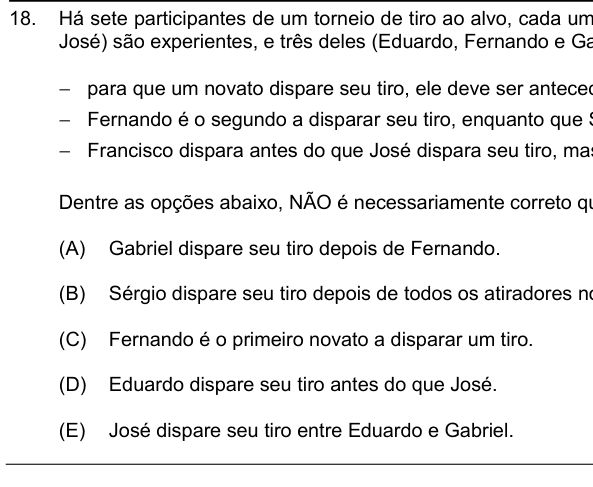 18. Há sete participantes de um torneio de tiro ao alvo, cada um
José) são experientes, e três deles (Eduardo, Fernando e Ga
– para que um novato dispare seu tiro, ele deve ser anteced
– Fernando é o segundo a disparar seu tiro, enquanto que S
– Francisco dispara antes do que José dispara seu tiro, mas
Dentre as opções abaixo, NÃO é necessariamente correto qu
(A) Gabriel dispare seu tiro depois de Fernando.
(B) Sérgio dispare seu tiro depois de todos os atiradores no
(C) Fernando é o primeiro novato a disparar um tiro.
(D) Eduardo dispare seu tiro antes do que José.
(E) José dispare seu tiro entre Eduardo e Gabriel.